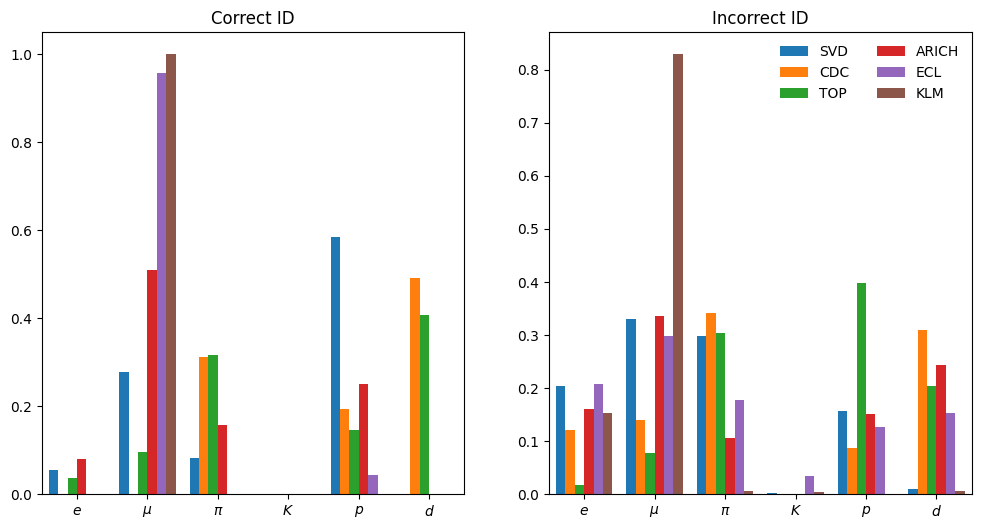 Correct ID
1.0
0.8
0.6
0.4
0.2
0.0
e μ π K p d
Incorrect ID
SVD ARICH
CDC ECL
TOP KLM
0.8
0.7
0.6
0.5
0.4
0.3
0.2
0.1
0.0
e μ π K p d